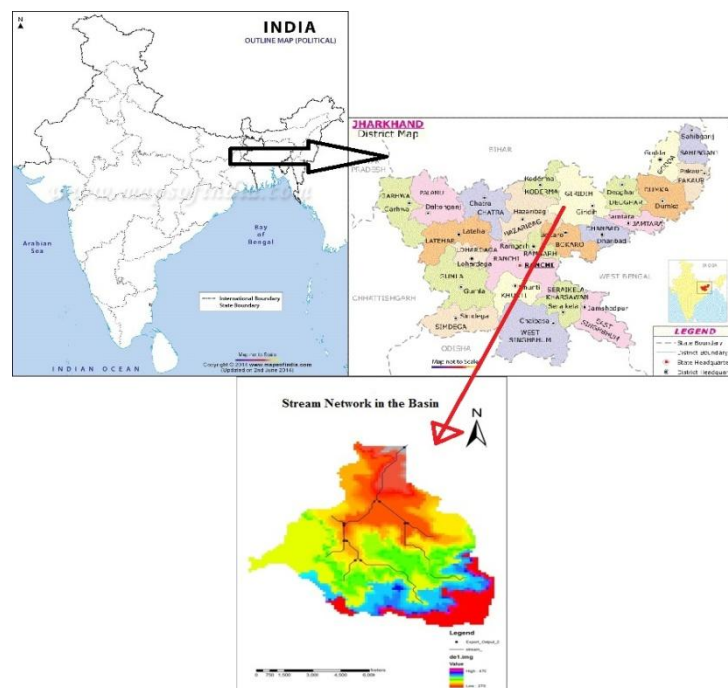 N
INDIA
OUTLINE MAP (POLITICAL)
Arabian
Sea
Bay
of
Bengal
International Boundary
State Boundary
Map not to Scale
Copyright © 2014 www.mapsofindia.com
(Updated on 2nd June 2014)
INDIAN OCEAN
JHARKHAND
District Map
BIHAR
PRADESH
Sahibganj
SAHIBGANJ
Godda
GODDA
Pakur
PAKAUR
Koderma
KODERMA
GIRIDIH
Giridih
Deoghar
DEOGHAR
DUMKA
Dumka
GARHWA
Garhwa
PALAMU
Daltonganj
Chatra
CHATRA
Hazaribag
HAZARIBAG
Jamtara
JAMTARA
DHANBAD
Dhanbad
BOKARO
Latehar
LATEHAR
Ramgarh
RAMGARH
LOHARDAGA
Lohardaga
RANCHI
RANCHI
WEST BENGAL
GUMLA
Gumla
Khunti
KHUNTI
CHHATTISGARH
SERAIKELA
KHARSAWAN
Seraikela
Jamshedpur
EAST
SINGHBHUM
Simdega
SIMDEGA
Chaibasa
WEST
SINGHBHUM
ODISHA
Map not to Scale
LEGEND
State Boundary
District Boundary
State Headquarter
District Headquarter
Stream Network in the Basin
N
Legend
Value